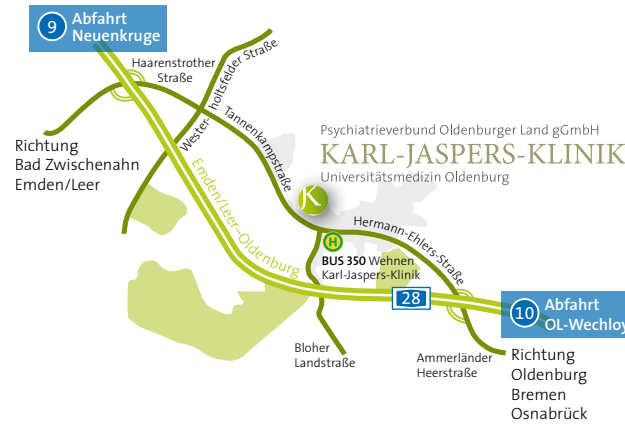 9 Abfahrt
Neuenkruge
Haarenstrother
Straße
Wester-
holtsfelder Straße
Tannenkampstraße
Richtung
Bad Zwischenahn
Emden/Leer
Emden/Leer–Oldenburg
Psychiatrieverbund Oldenburger Land gGmbH
KARL-JASPERS-KLINIK
Universitätsmedizin Oldenburg
K
Hermann-Ehlers-Straße
H
BUS 350 Wehnen
Karl-Jaspers-Klinik
28
10 Abfahrt
OL-Wechloy
Bloher
Landstraße
Ammerländer
Heerstraße
Richtung
Oldenburg
Bremen
Osnabrück